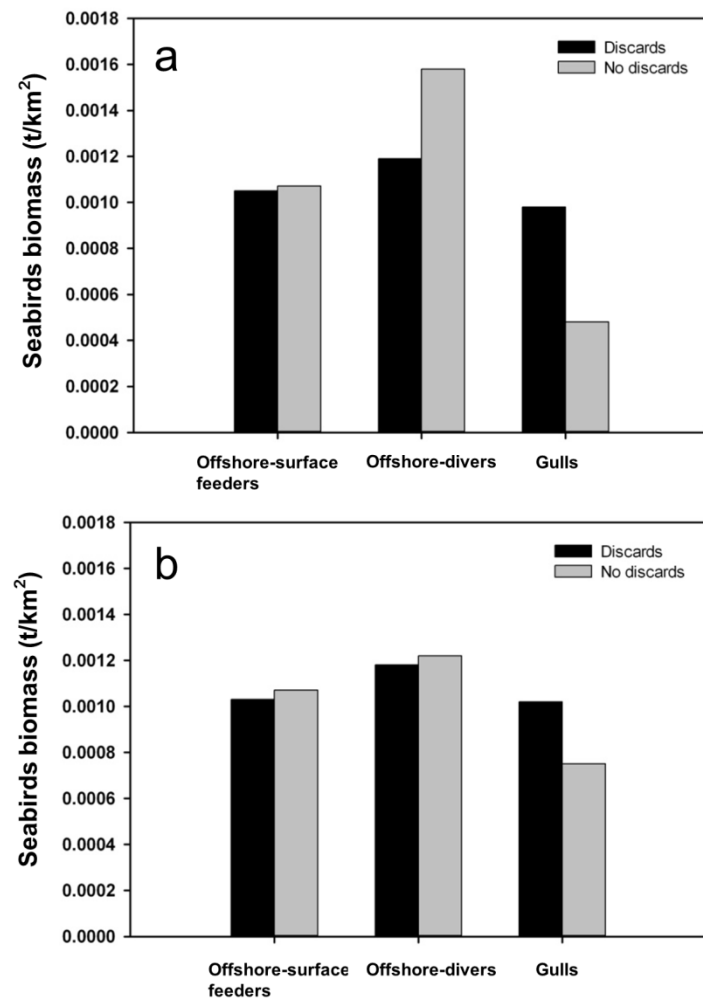 a
Discards
No discards
Seabirds biomass (t/km²)
0.0018
0.0016
0.0014
0.0012
0.0010
0.0008
0.0006
0.0004
0.0002
0.0000
Offshore-surface
feeders
Offshore-divers
Gulls
b
Discards
No discards
Seabirds biomass (t/km²)
0.0018
0.0016
0.0014
0.0012
0.0010
0.0008
0.0006
0.0004
0.0002
0.0000
Offshore-surface
feeders
Offshore-divers
Gulls